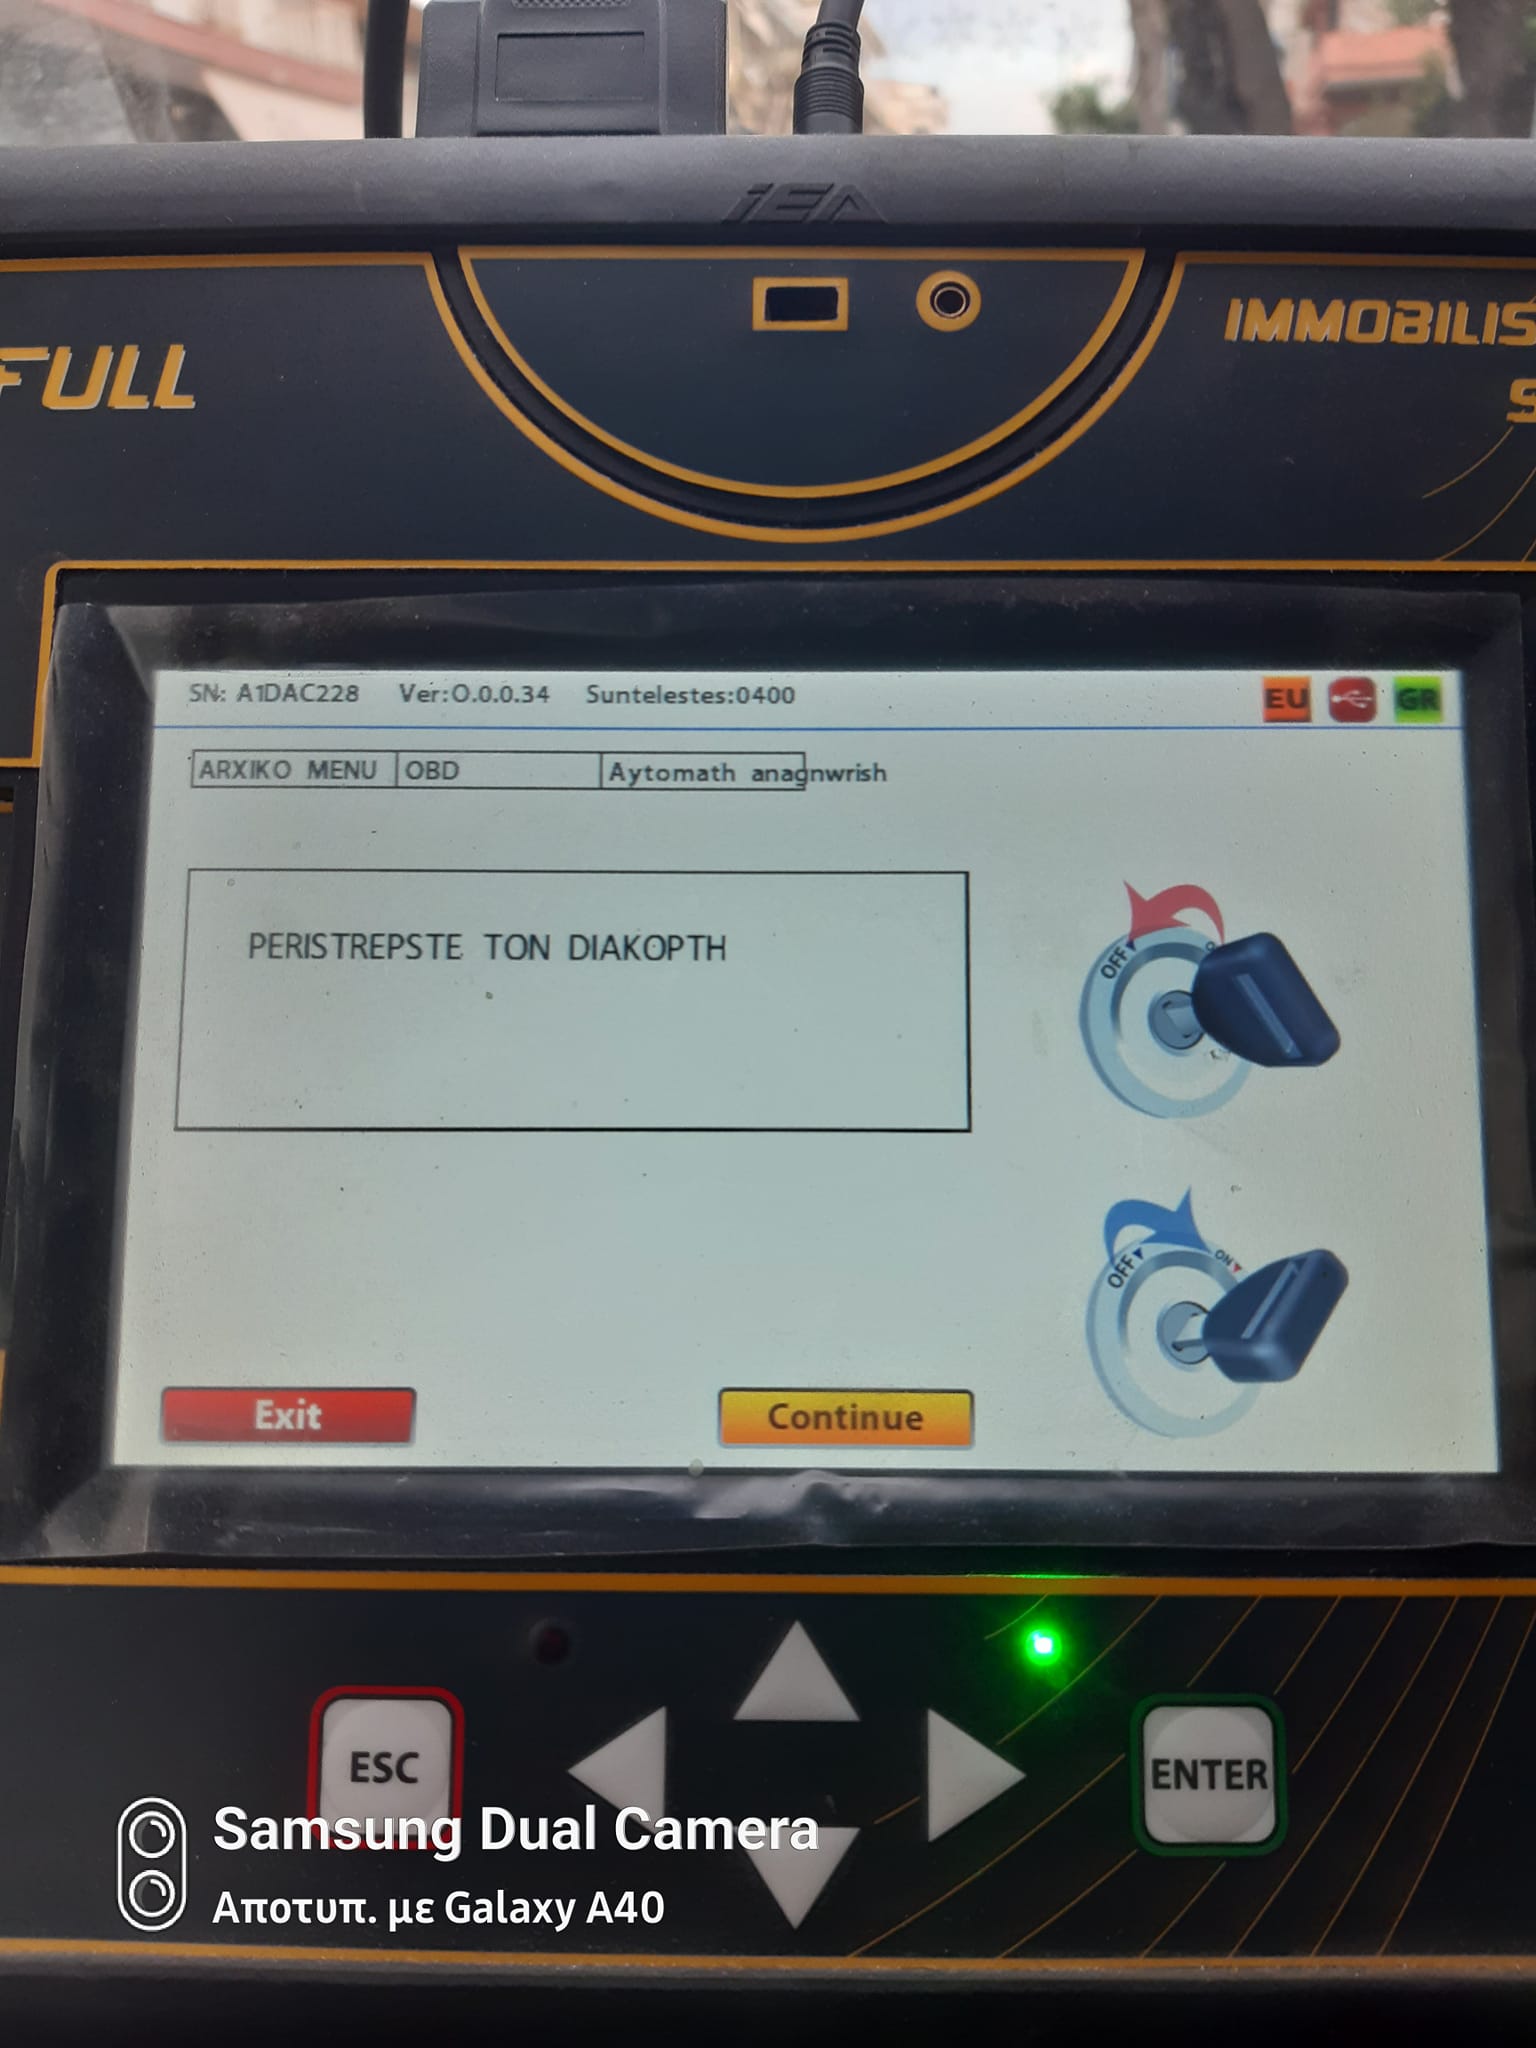 iEA
FULL
IMMOBILIS
S
SN: A1DAC228 Ver:O.0.0.34 Suntelestes:0400
EU GR
ARXIKO MENU OBD Aytomath anagnwrish
PERISTREPSTE TON DIAKOPTH
OFF
OFF ON
Exit Continue
ESC
ENTER
Samsung Dual Camera
Αποτυπ. με Galaxy A40